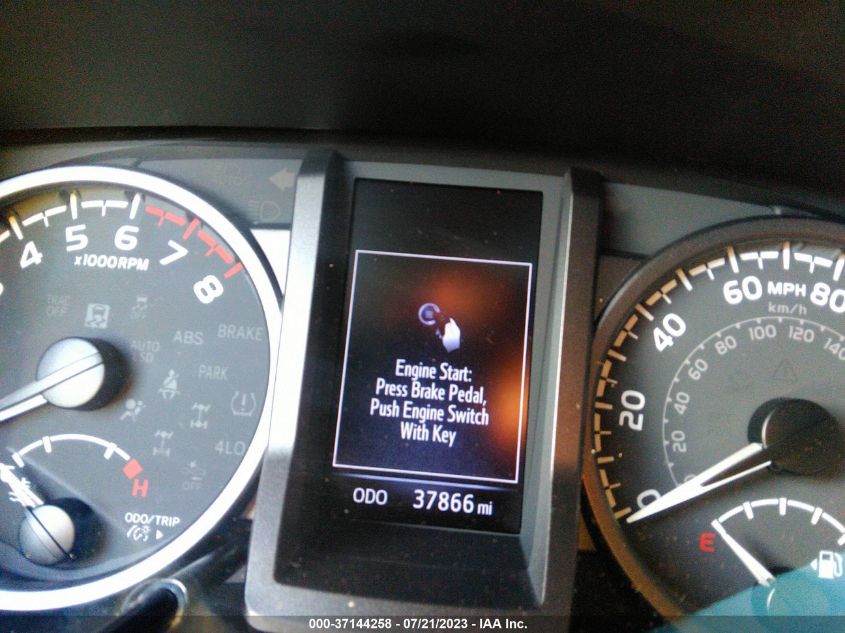 4 5 6 7 8
x1000RPM
TRAC OFF
AUTO LSD
ABS
BRAKE
PARK
4LO
OFF
H
ODO/TRIP
Engine Start:
Press Brake Pedal,
Push Engine Switch
With Key
ODO 37866 mi
0 20 40 60 MPH 80
km/h
20 40 60 80 100 120 140
E
000-37144258 - 07/21/2023 - IAA Inc.